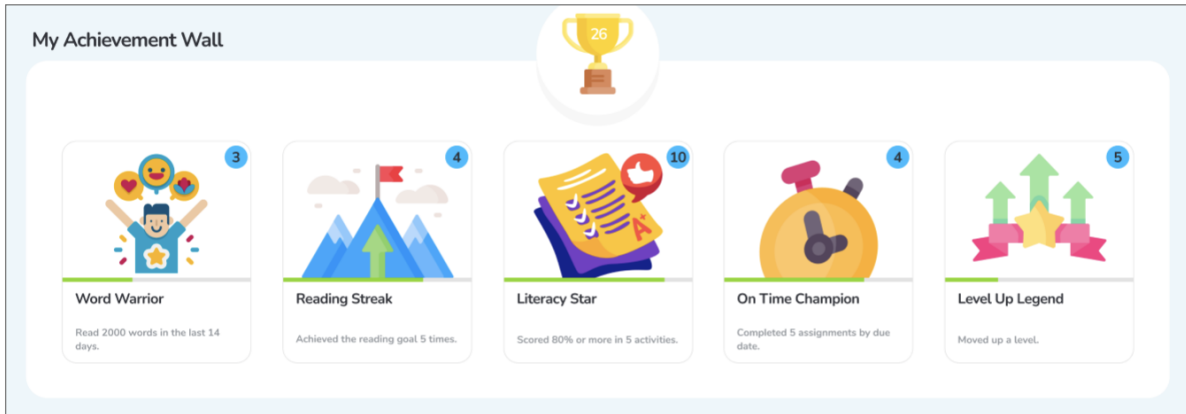 My Achievement Wall
26
3
4
10
4
5
A+
Word Warrior
Reading Streak
Literacy Star
On Time Champion
Level Up Legend
Read 2000 words in the last 14
days.
Achieved the reading goal 5 times.
Scored 80% or more in 5 activities.
Completed 5 assignments by due
date.
Moved up a level.